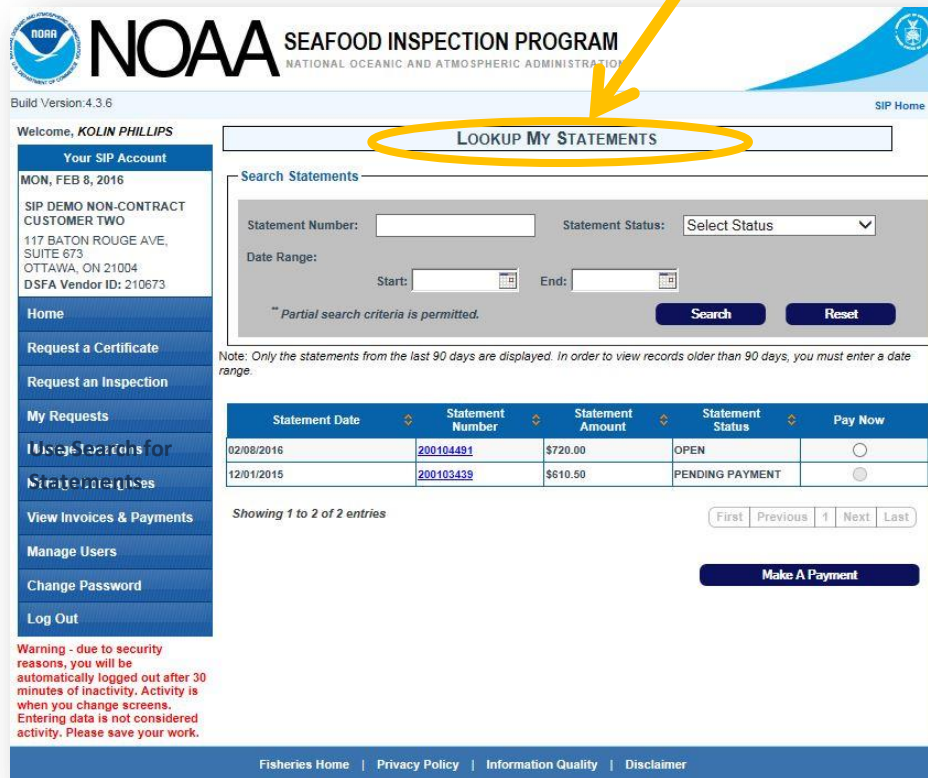 NOAA
NOAA SEAFOOD INSPECTION PROGRAM
NATIONAL OCEANIC AND ATMOSPHERIC ADMINISTRATION
Build Version:4.3.6
SIP Home
Welcome, KOLIN PHILLIPS
LOOKUP MY STATEMENTS
Your SIP Account
MON, FEB 8, 2016
SIP DEMO NON-CONTRACT
CUSTOMER TWO
117 BATON ROUGE AVE,
SUITE 673
OTTAWA, ON 21004
DSFA Vendor ID: 210673
Home
Request a Certificate
Request an Inspection
My Requests
Use Search for
Statements
View Invoices & Payments
Manage Users
Change Password
Log Out
Warning - due to security
reasons, you will be
automatically logged out after 30
minutes of inactivity. Activity is
when you change screens.
Entering data is not considered
activity. Please save your work.
Search Statements
Statement Number: Statement Status: Select Status
Date Range:
Start: End:
** Partial search criteria is permitted. Search Reset
Note: Only the statements from the last 90 days are displayed. In order to view records older than 90 days, you must enter a date
range.
Statement Date Statement Number Statement Amount Statement Status Pay Now
02/08/2016 200104491 $720.00 OPEN
12/01/2015 200103439 $610.50 PENDING PAYMENT
Showing 1 to 2 of 2 entries First Previous 1 Next Last
Make A Payment
Fisheries Home | Privacy Policy | Information Quality | Disclaimer